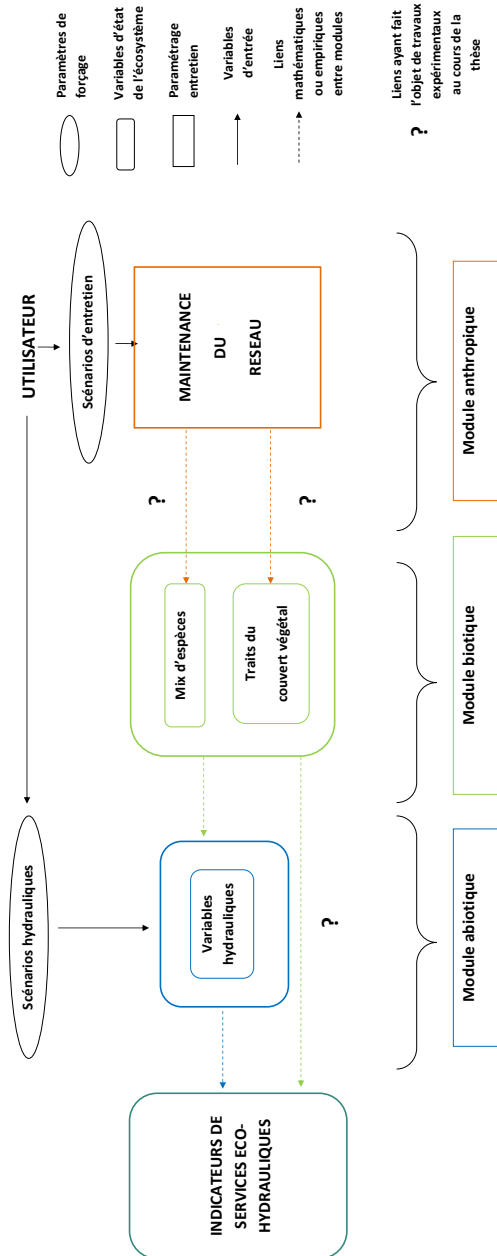 UTILISATEUR
Scénarios hydrauliques
Scénarios d'entretien
INDICATEURS DE
SERVICES ECO-
HYDRAULIQUES
Variables
hydrauliques
Mix d'espèces
Traits du
couvert végétal
MAINTENANCE
DU
RESEAU
?
?
?
Module abiotique
Module biotique
Module anthropique
Paramètres de
forçage
Variables d'état
de l'écosystème
Paramétrage
entretien
Variables
d'entrée
Liens
mathématiques
ou empiriques
entre modules
?
Liens ayant fait
l'objet de travaux
expérimentaux
au cours de la
thèse